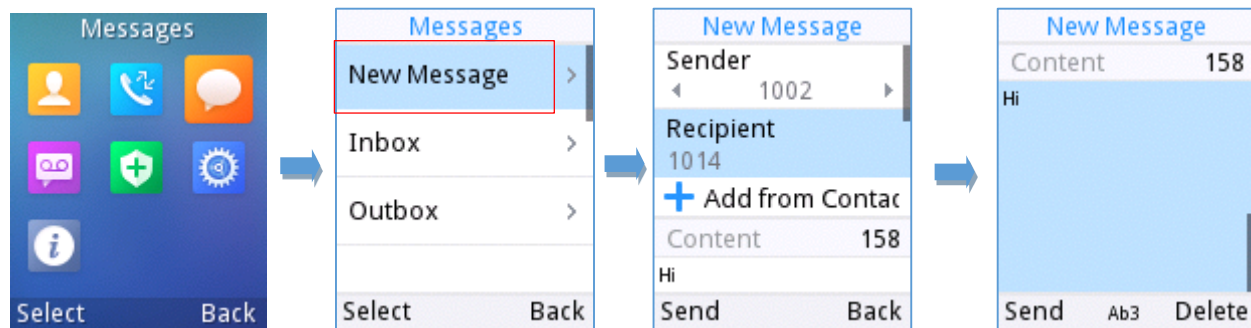 Messages
Select Back
Messages
New Message
Inbox
Outbox
Select Back
New Message
Sender
1002
Recipient
1014
Add from Contac
Content 158
Hi
Send Back
New Message
Content 158
Hi
Send Ab3 Delete